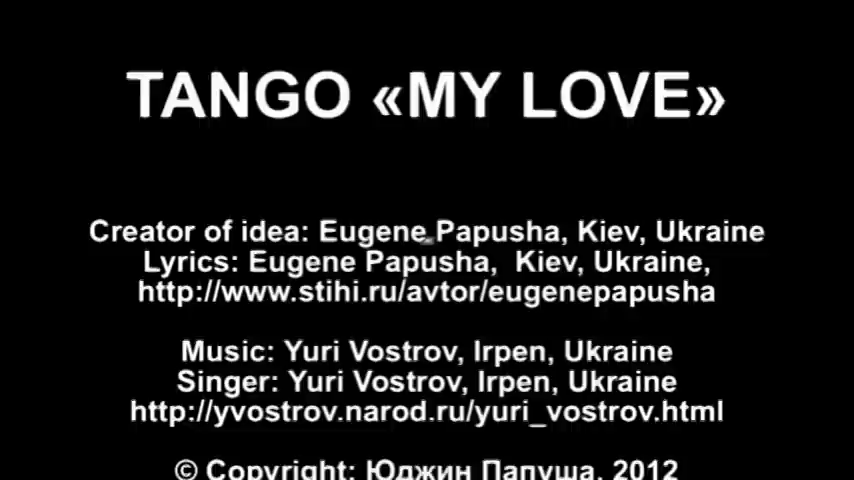 TANGO «MY LOVE»
Creator of idea: Eugene Papusha, Kiev, Ukraine
Lyrics: Eugene Papusha, Kiev, Ukraine,
http://www.stihi.ru/avtor/eugenepapusha
Music: Yuri Vostrov, Irpen, Ukraine
Singer: Yuri Vostrov, Irpen, Ukraine
http://yvostrov.narod.ru/yuri_vostrov.html
© Copyright: Юджин Папуша, 2012